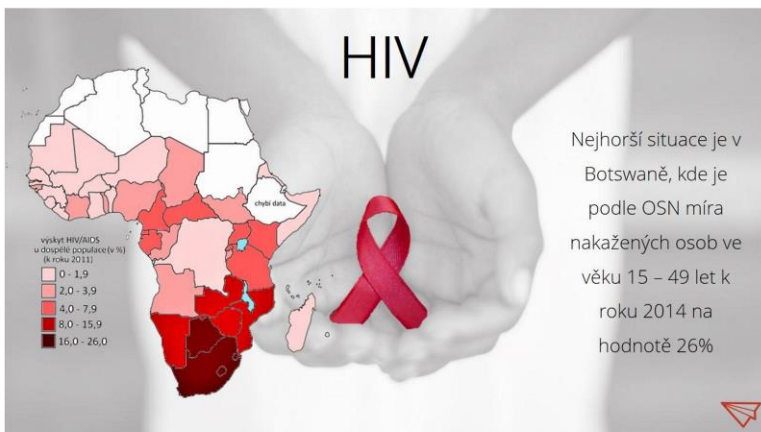 HIV
chybí data
výskyt HIV/AIDS
u dospělé populace (v %)
(k roku 2011)
0 - 1,9
2,0 - 3,9
4,0 - 7,9
8,0 - 15,9
16,0 - 26,0
Nejhorší situace je v
Botswaně, kde je
podle OSN míra
nakažených osob ve
věku 15 – 49 let k
roku 2014 na
hodnotě 26%